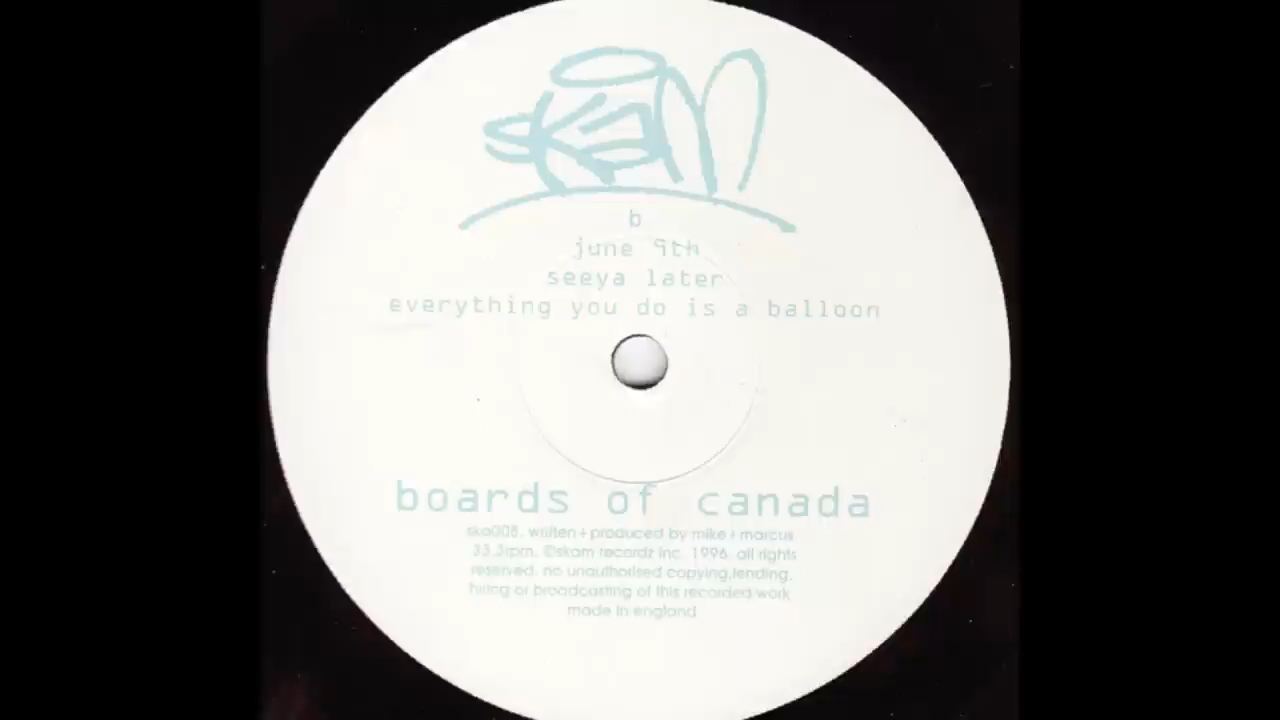 skam
b
june 9th
seeya later
everything you do is a balloon
boards of canada
ska008. written+produced by mike+marcus
33.3rpm. ©skam recordz inc. 1996. all rights
reserved. no unauthorised copying,lending,
hiring or broadcasting of this recorded work
made in england